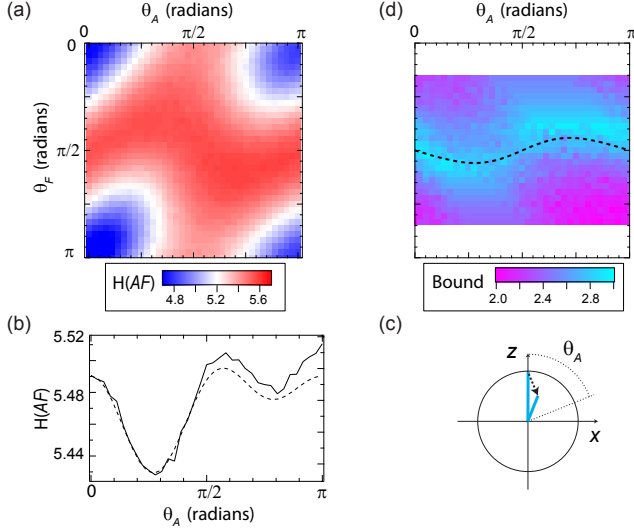 (a)
θA (radians)
0 π/2 π
0
π/2
π
θF (radians)
H(AF)
4.8 5.2 5.6
(d)
θA (radians)
0 π/2 π
Bound
2.0 2.4 2.8
(b)
5.52
5.48
5.44
H(AF)
0 π/2 π
θA (radians)
(c)
z
θA
x